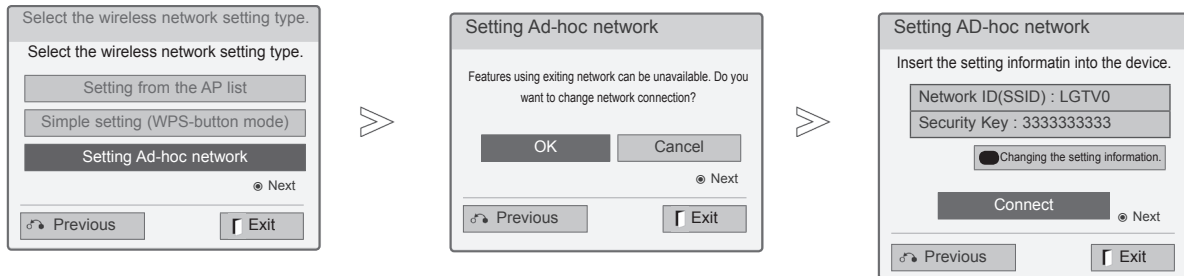 Select the wireless network setting type.
Select the wireless network setting type.
Setting from the AP list
Simple setting (WPS-button mode)
Setting Ad-hoc network
Next
Previous
Exit
Setting Ad-hoc network
Features using exiting network can be unavailable. Do you
want to change network connection?
OK
Cancel
Next
Previous
Exit
Setting AD-hoc network
Insert the setting informatin into the device.
Network ID(SSID) : LGTV0
Security Key : 3333333333
Changing the setting information.
Connect
Next
Previous
Exit